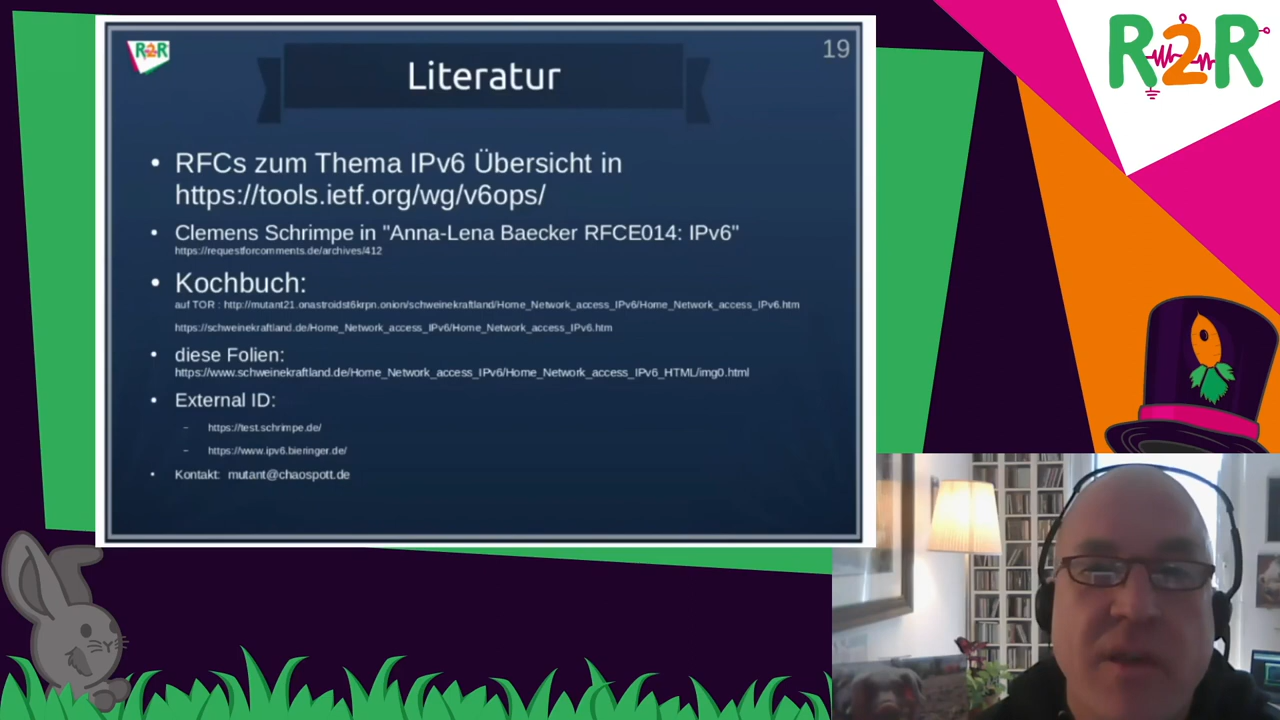 R2R
19
Literatur
R2R
• RFCs zum Thema IPv6 Übersicht in
https://tools.ietf.org/wg/v6ops/
• Clemens Schrimpe in "Anna-Lena Baecker RFCE014: IPv6"
https://requestforcomments.de/archives/412
• Kochbuch:
auf TOR : http://mutant21.onastroidst6krpn.onion/schweinekraftland/Home_Network_access_IPv6/Home_Network_access_IPv6.htm
https://schweinekraftland.de/Home_Network_access_IPv6/Home_Network_access_IPv6.htm
• diese Folien:
https://www.schweinekraftland.de/Home_Network_access_IPv6/Home_Network_access_IPv6_HTML/img0.html
• External ID:
– https://test.schrimpe.de/
– https://www.ipv6.bieringer.de/
• Kontakt: mutant@chaospott.de